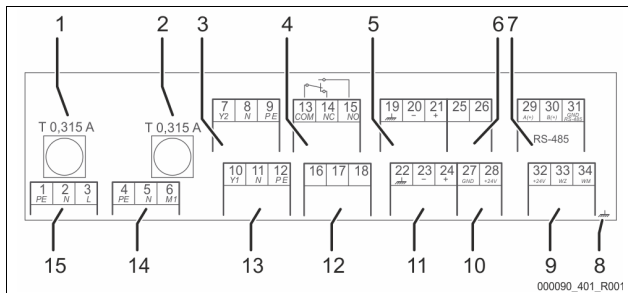 1 2 3 4 5 6 7
T 0,315 A T 0,315 A
7 8 9 13 14 15 19 20 21 25 26 29 30 31
Y2 N PE COM NC NO − + A(+) B(+) GND
RS-485
RS-485
10 11 12 16 17 18 22 23 24 27 28 32 33 34
Y1 N PE − + GND +24V +24V WZ WM
1 2 3 4 5 6
PE N L PE N M1
15 14 13 12 11 10 9 8
000090_401_R001